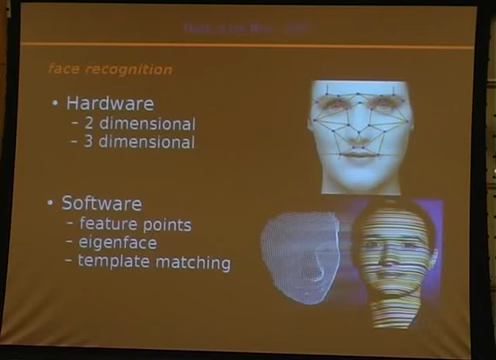 face recognition
• Hardware
– 2 dimensional
– 3 dimensional
• Software
– feature points
– eigenface
– template matching